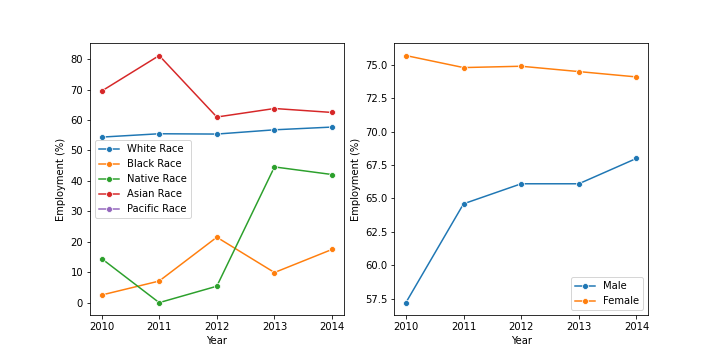 80
70
60
50
40
30
20
10
0
Employment (%)
White Race
Black Race
Native Race
Asian Race
Pacific Race
2010 2011 2012 2013 2014
Year
75.0
72.5
70.0
67.5
65.0
62.5
60.0
57.5
Employment (%)
Male
Female
2010 2011 2012 2013 2014
Year